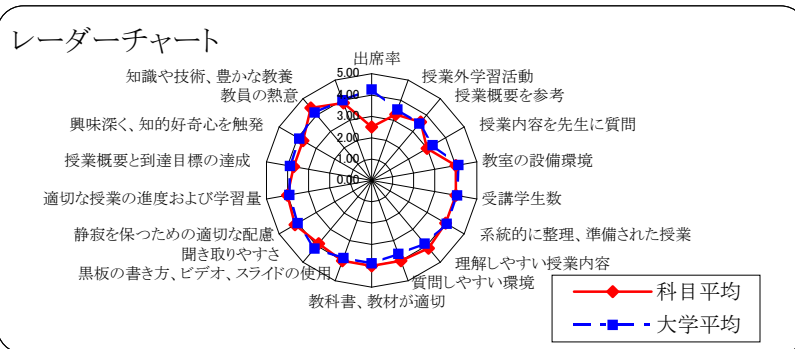 レーダーチャート
出席率
授業外学習活動
授業概要を参考
授業内容を先生に質問
教室の設備環境
受講学生数
系統的に整理、準備された授業
理解しやすい授業内容
質問しやすい環境
教科書、教材が適切
黒板の書き方、ビデオ、スライドの使用
聞き取りやすさ
静寂を保つための適切な配慮
適切な授業の進度および学習量
授業概要と到達目標の達成
興味深く、知的好奇心を触発
教員の熱意
知識や技術、豊かな教養
5.00
4.00
3.00
2.00
1.00
0.00
科目平均
大学平均